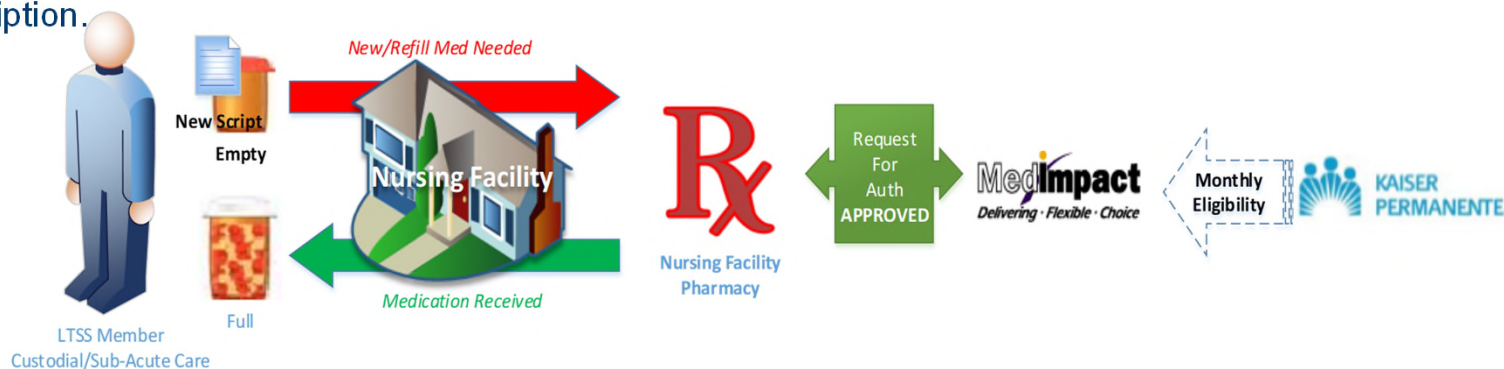 iption.
New/Refill Med Needed
New Script
Empty
Nursing Facility
Medication Received
Full
LTSS Member
Custodial/Sub-Acute Care
Rx
Nursing Facility
Pharmacy
Request
For
Auth
APPROVED
MedImpact
Delivering · Flexible · Choice
Monthly
Eligibility
KAISER
PERMANENTE